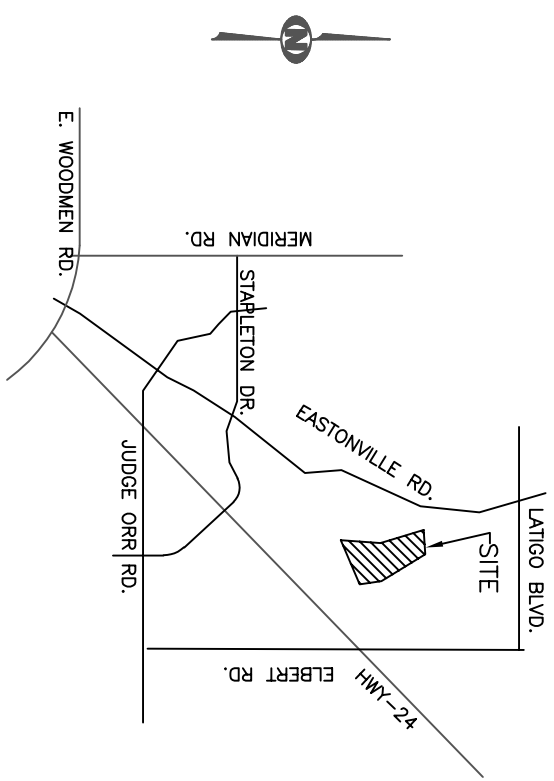 N
E. WOODMEN RD.
MERIDIAN RD.
STAPLETON DR.
EASTONVILLE RD.
LATIGO BLVD.
SITE
JUDGE ORR RD.
ELBERT RD.
HWY-24